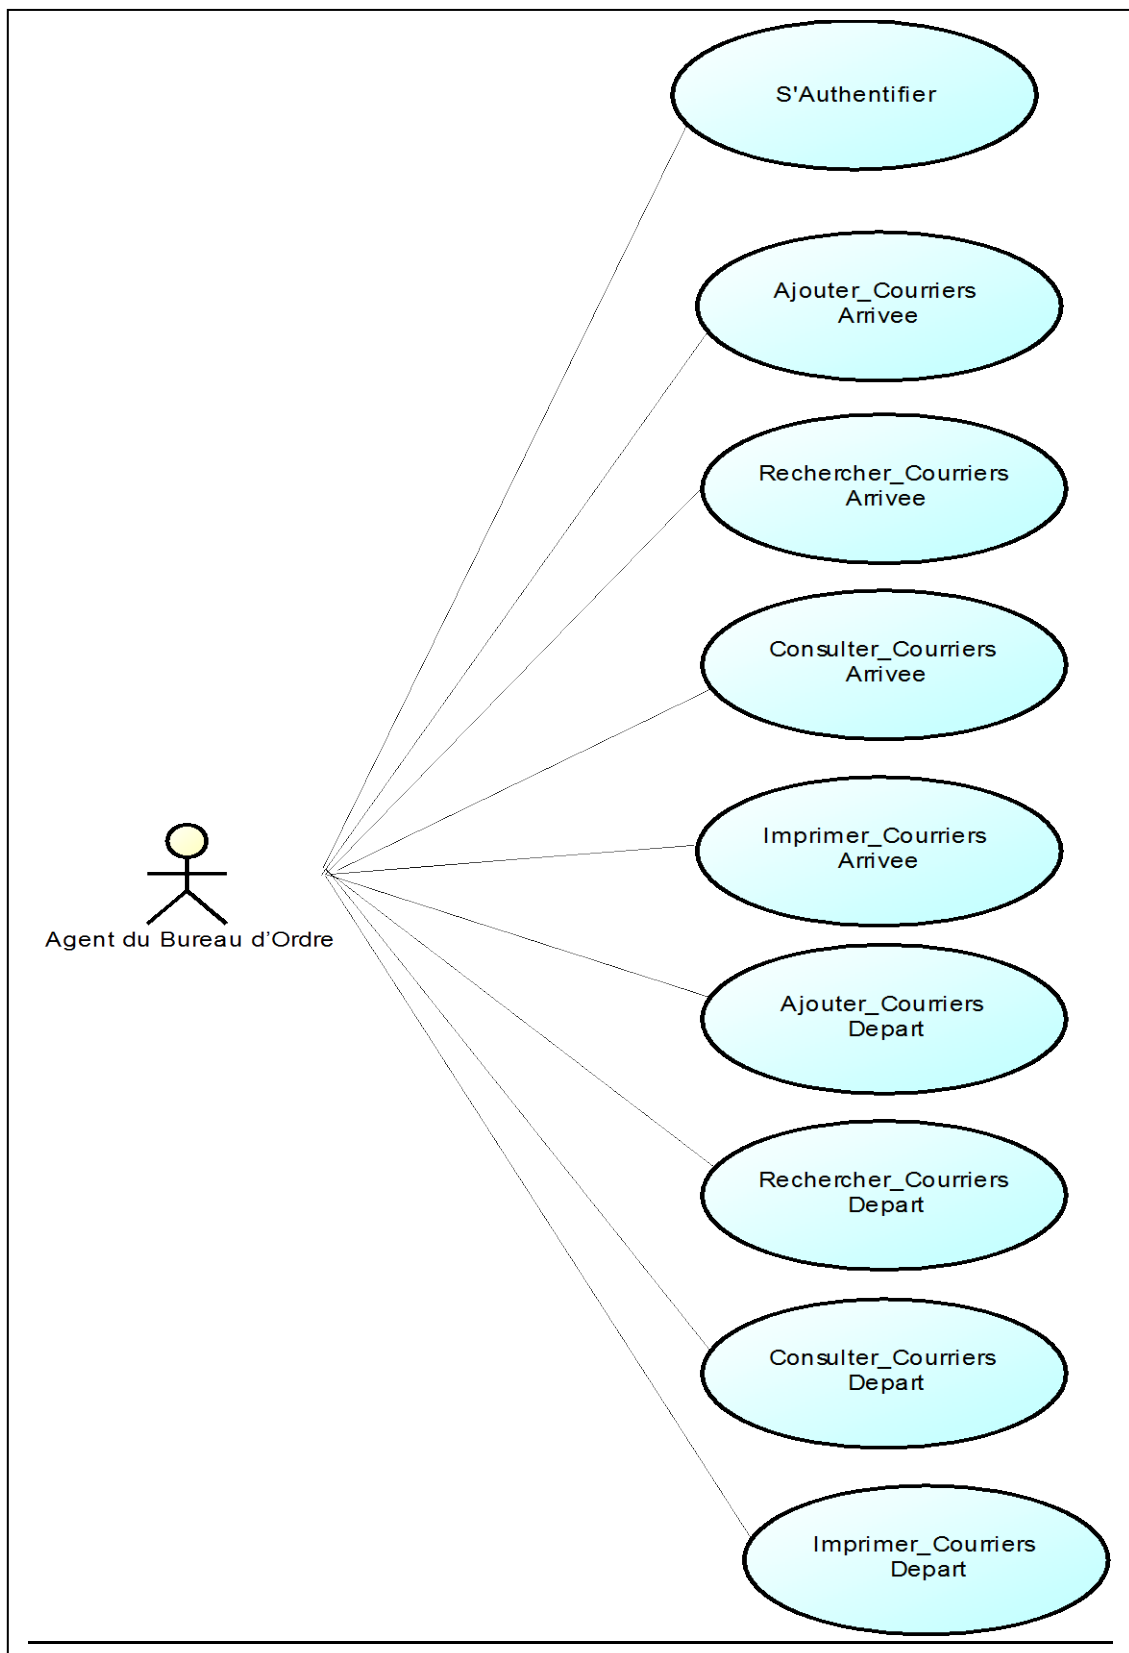 S'Authentifier
Ajouter_Courriers
Arrivee
Rechercher_Courriers
Arrivee
Consulter_Courriers
Arrivee
Imprimer_Courriers
Arrivee
Agent du Bureau d'Ordre
Ajouter_Courriers
Depart
Rechercher_Courriers
Depart
Consulter_Courriers
Depart
Imprimer_Courriers
Depart